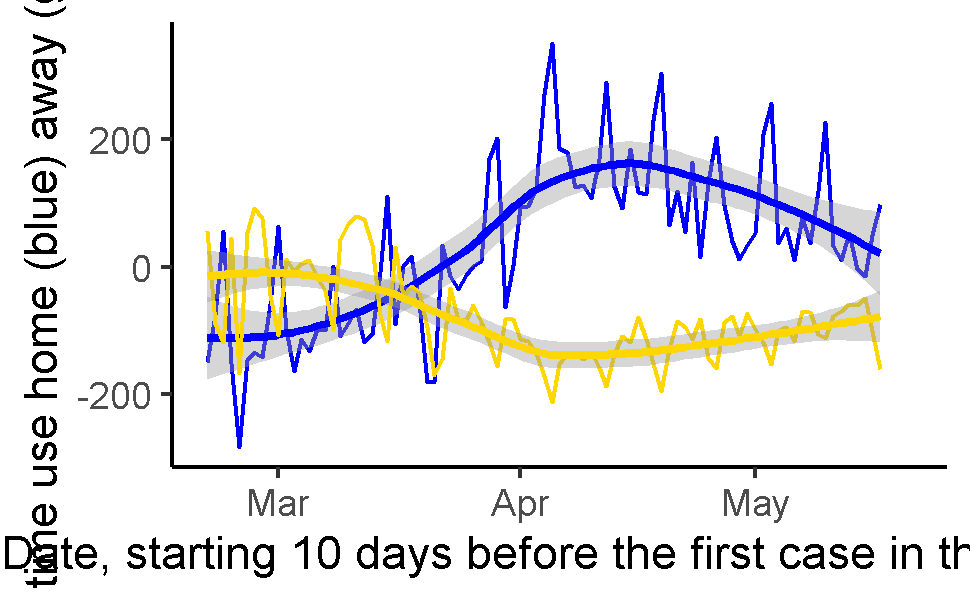 time use home (blue) away (
200
0
-200
Mar
Apr
May
Date, starting 10 days before the first case in th